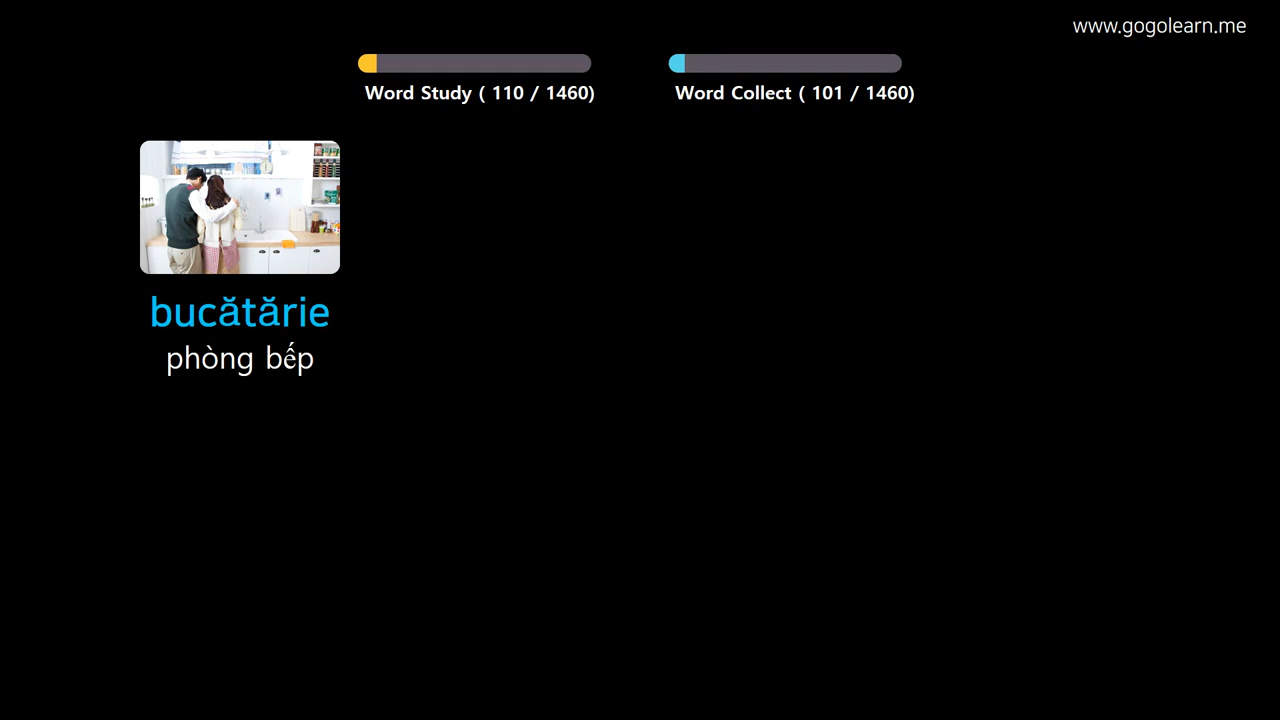 www.gogolearn.me
Word Study ( 110 / 1460)
Word Collect ( 101 / 1460)
bucătărie
phòng bếp